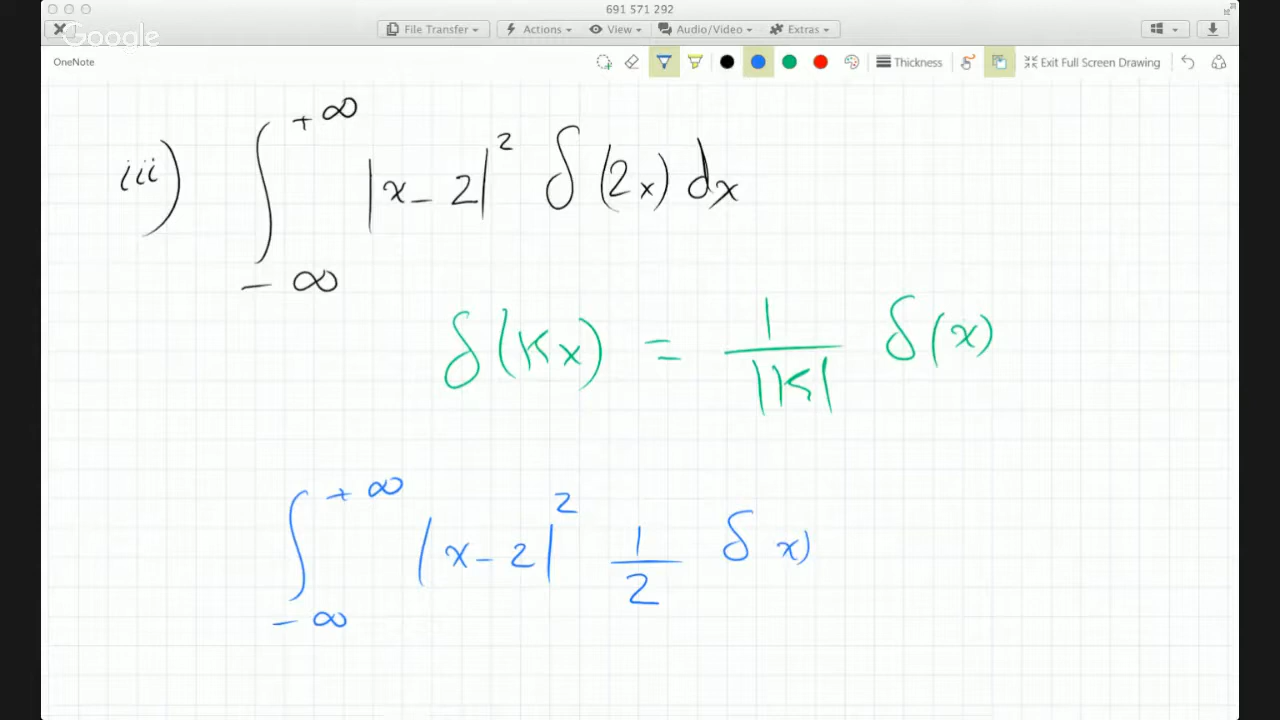 691 571 292
Google
File Transfer Actions View Audio/Video Extras
OneNote Thickness Exit Full Screen Drawing
iii) ∫_{-∞}^{+∞} |x-2|² δ(2x) dx
δ(Kx) = 1/|K| δ(x)
∫_{-∞}^{+∞} |x-2|² 1/2 δ x)